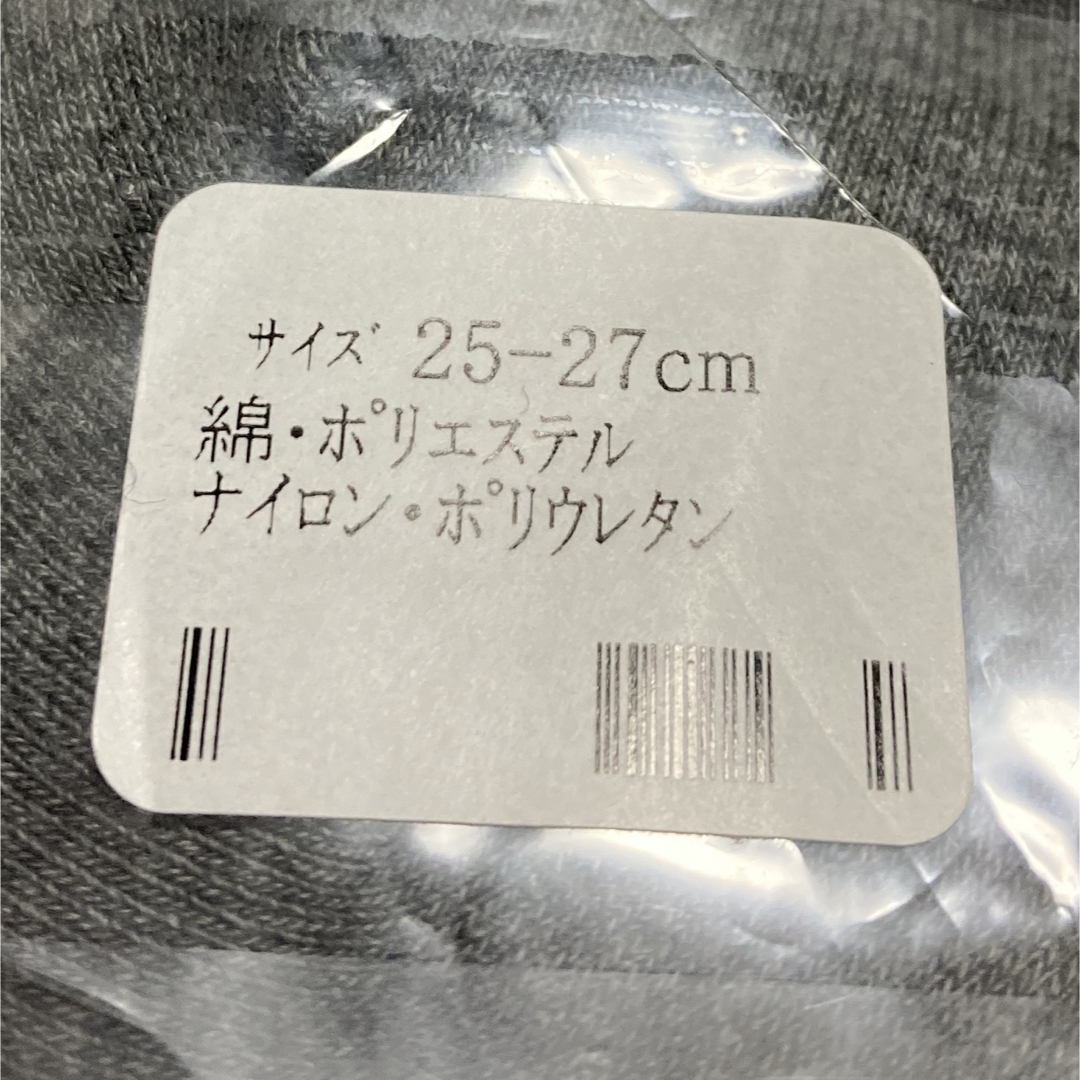 サイズ 25-27cm
綿・ポリエステル
ナイロン・ポリウレタン